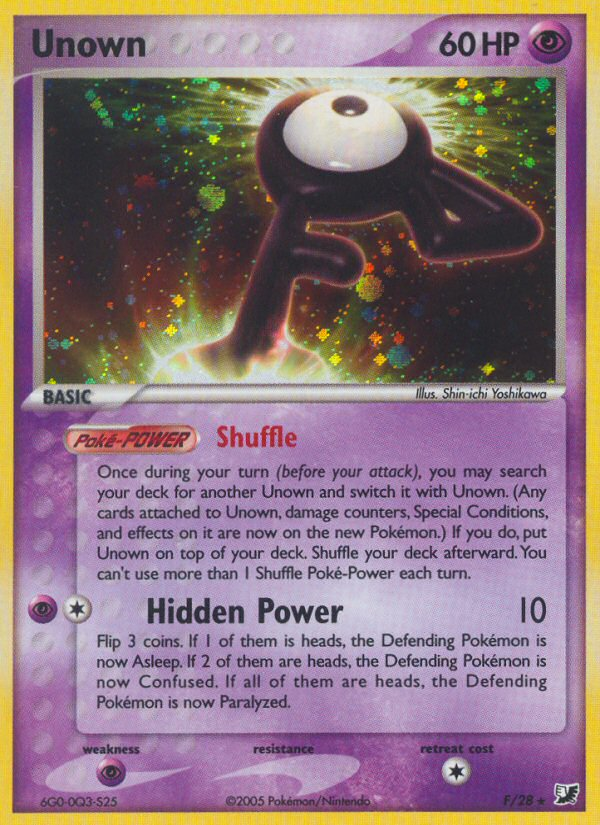 Unown 60 HP
BASIC
Illus. Shin-ichi Yoshikawa
Poké-POWER Shuffle
Once during your turn (before your attack), you may search
your deck for another Unown and switch it with Unown. (Any
cards attached to Unown, damage counters, Special Conditions,
and effects on it are now on the new Pokémon.) If you do, put
Unown on top of your deck. Shuffle your deck afterward. You
can't use more than 1 Shuffle Poké-Power each turn.
Hidden Power 10
Flip 3 coins. If 1 of them is heads, the Defending Pokémon is
now Asleep. If 2 of them are heads, the Defending Pokémon is
now Confused. If all of them are heads, the Defending
Pokémon is now Paralyzed.
weakness resistance retreat cost
6G0-0Q3-S25 ©2005 Pokémon/Nintendo F/28 ★